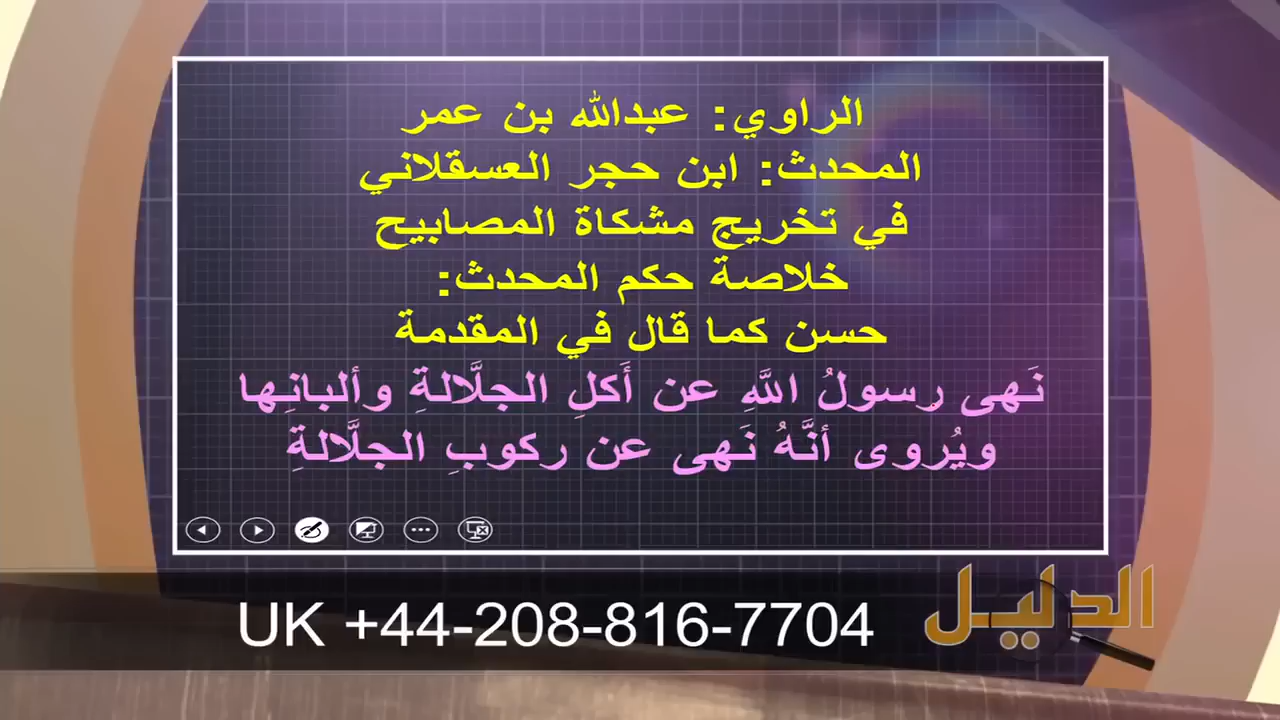 الراوي: عبدالله بن عمر
المحدث: ابن حجر العسقلاني
في تخريج مشكاة المصابيح
خلاصة حكم المحدث:
حسن كما قال في المقدمة
نَهى رسولُ اللَّهِ عن أَكلِ الجلَّالةِ وألبانِها
ويُروى أنَّهُ نَهى عن ركوبِ الجلَّالةِ
UK +44-208-816-7704
الدليل